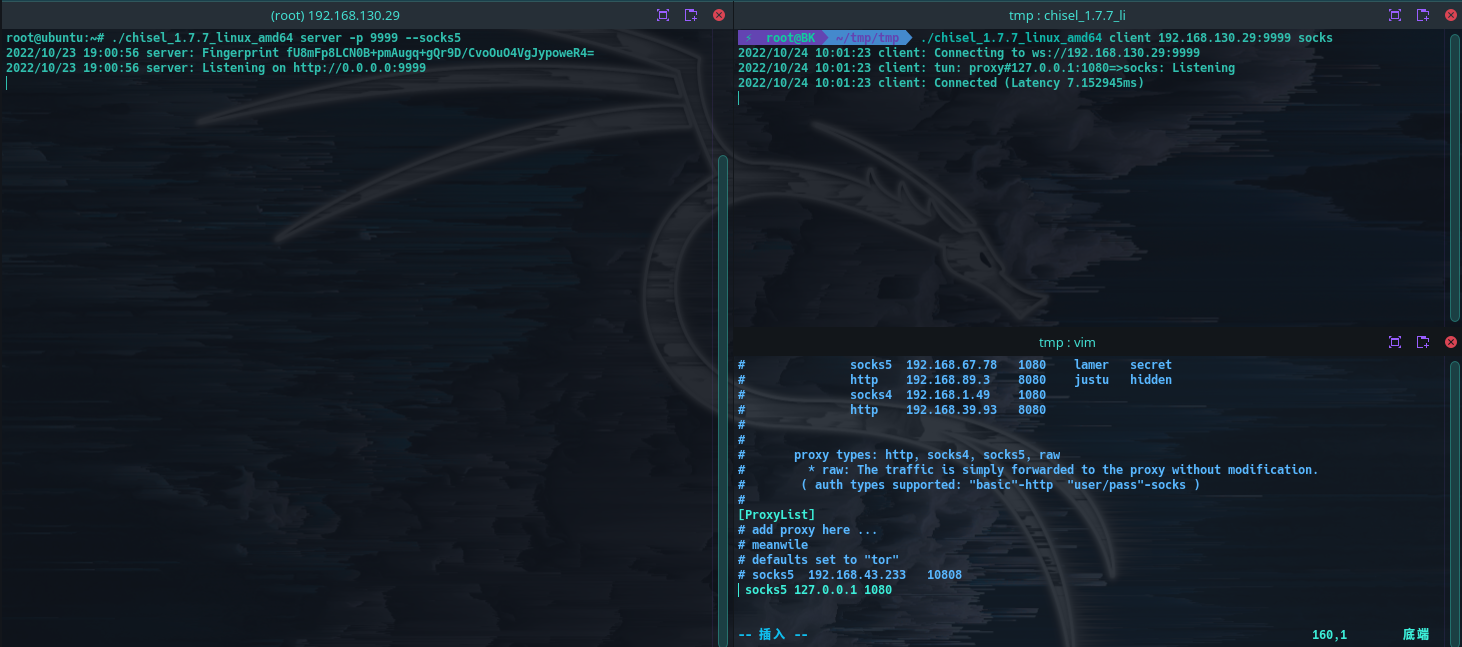 (root) 192.168.130.29
root@ubuntu:~# ./chisel_1.7.7_linux_amd64 server -p 9999 --socks5
2022/10/23 19:00:56 server: Fingerprint fU8mFp8LCN0B+pmAugq+gQr9D/CvoOuO4VgJypoweR4=
2022/10/23 19:00:56 server: Listening on http://0.0.0.0:9999
tmp : chisel_1.7.7_li
⚡ root@BK ~/tmp/tmp ./chisel_1.7.7_linux_amd64 client 192.168.130.29:9999 socks
2022/10/24 10:01:23 client: Connecting to ws://192.168.130.29:9999
2022/10/24 10:01:23 client: tun: proxy#127.0.0.1:1080=>socks: Listening
2022/10/24 10:01:23 client: Connected (Latency 7.152945ms)
tmp : vim
# socks5 192.168.67.78 1080 lamer secret
# http 192.168.89.3 8080 justu hidden
# socks4 192.168.1.49 1080
# http 192.168.39.93 8080
#
#
# proxy types: http, socks4, socks5, raw
# * raw: The traffic is simply forwarded to the proxy without modification.
# ( auth types supported: "basic"-http "user/pass"-socks )
#
[ProxyList]
# add proxy here ...
# meanwile
# defaults set to "tor"
# socks5 192.168.43.233 10808
socks5 127.0.0.1 1080
-- 插入 -- 160,1 底端